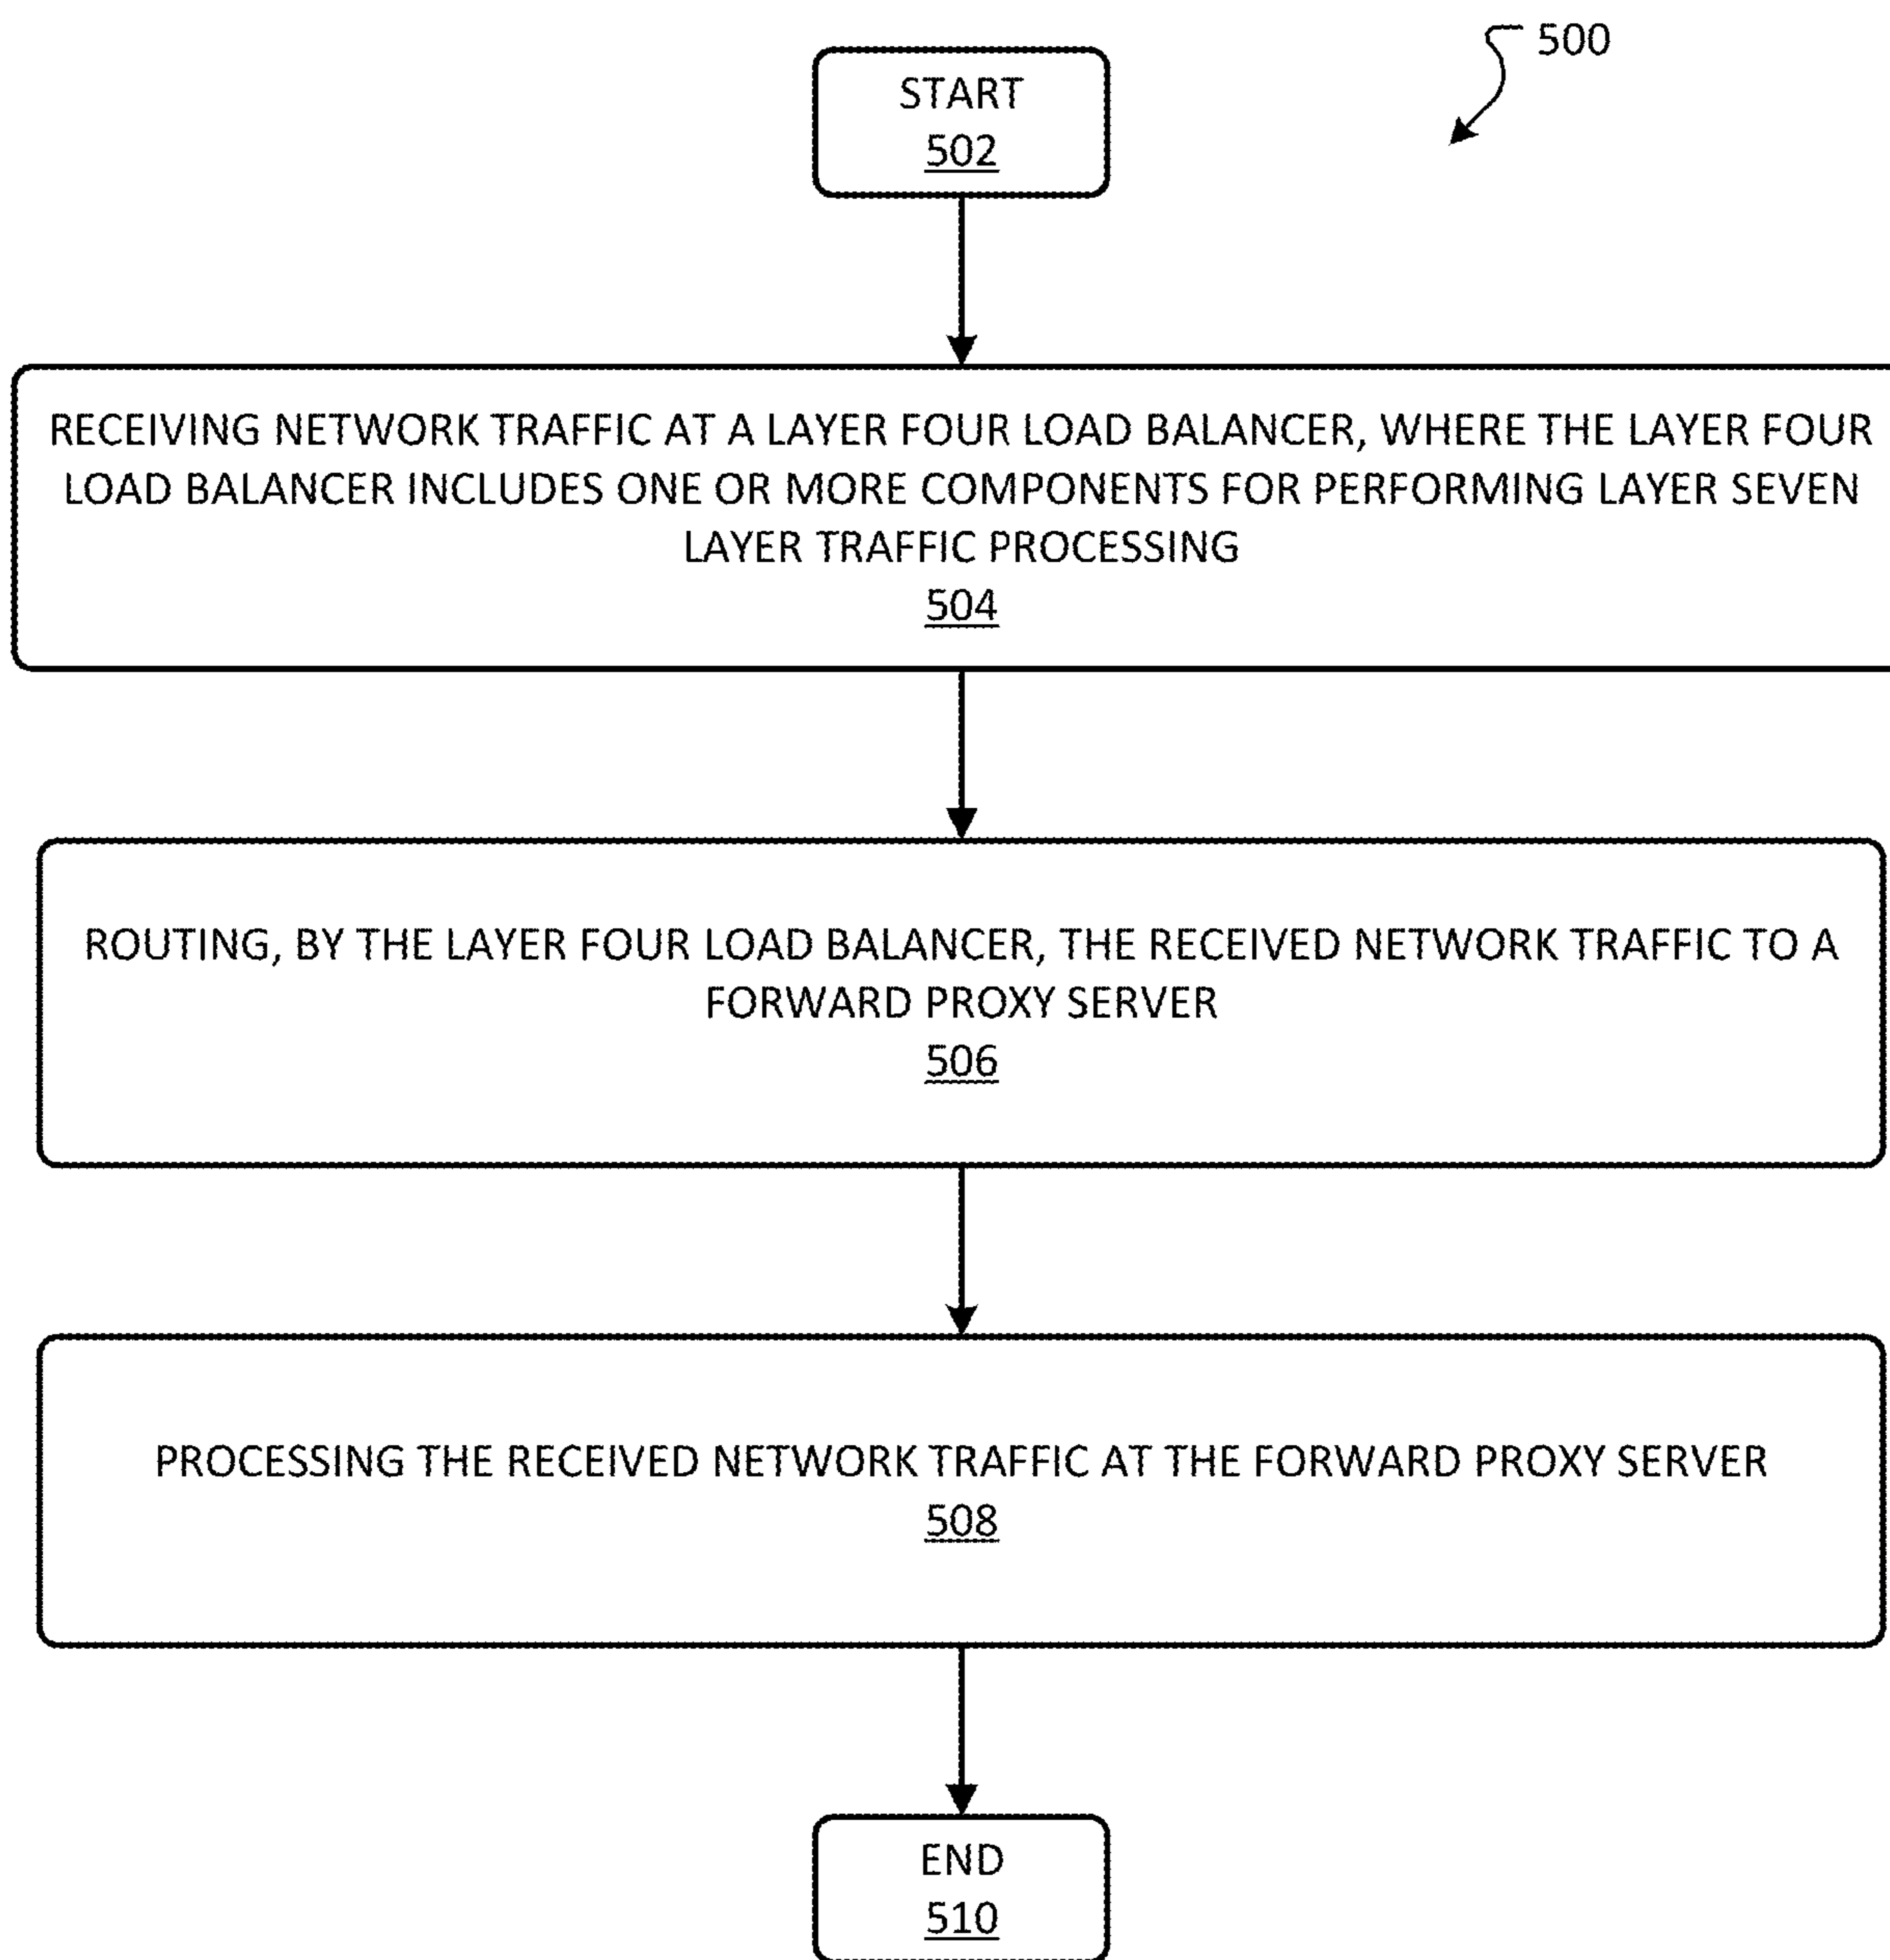 500
START
502
RECEIVING NETWORK TRAFFIC AT A LAYER FOUR LOAD BALANCER, WHERE THE LAYER FOUR
LOAD BALANCER INCLUDES ONE OR MORE COMPONENTS FOR PERFORMING LAYER SEVEN
LAYER TRAFFIC PROCESSING
504
ROUTING, BY THE LAYER FOUR LOAD BALANCER, THE RECEIVED NETWORK TRAFFIC TO A
FORWARD PROXY SERVER
506
PROCESSING THE RECEIVED NETWORK TRAFFIC AT THE FORWARD PROXY SERVER
508
END
510